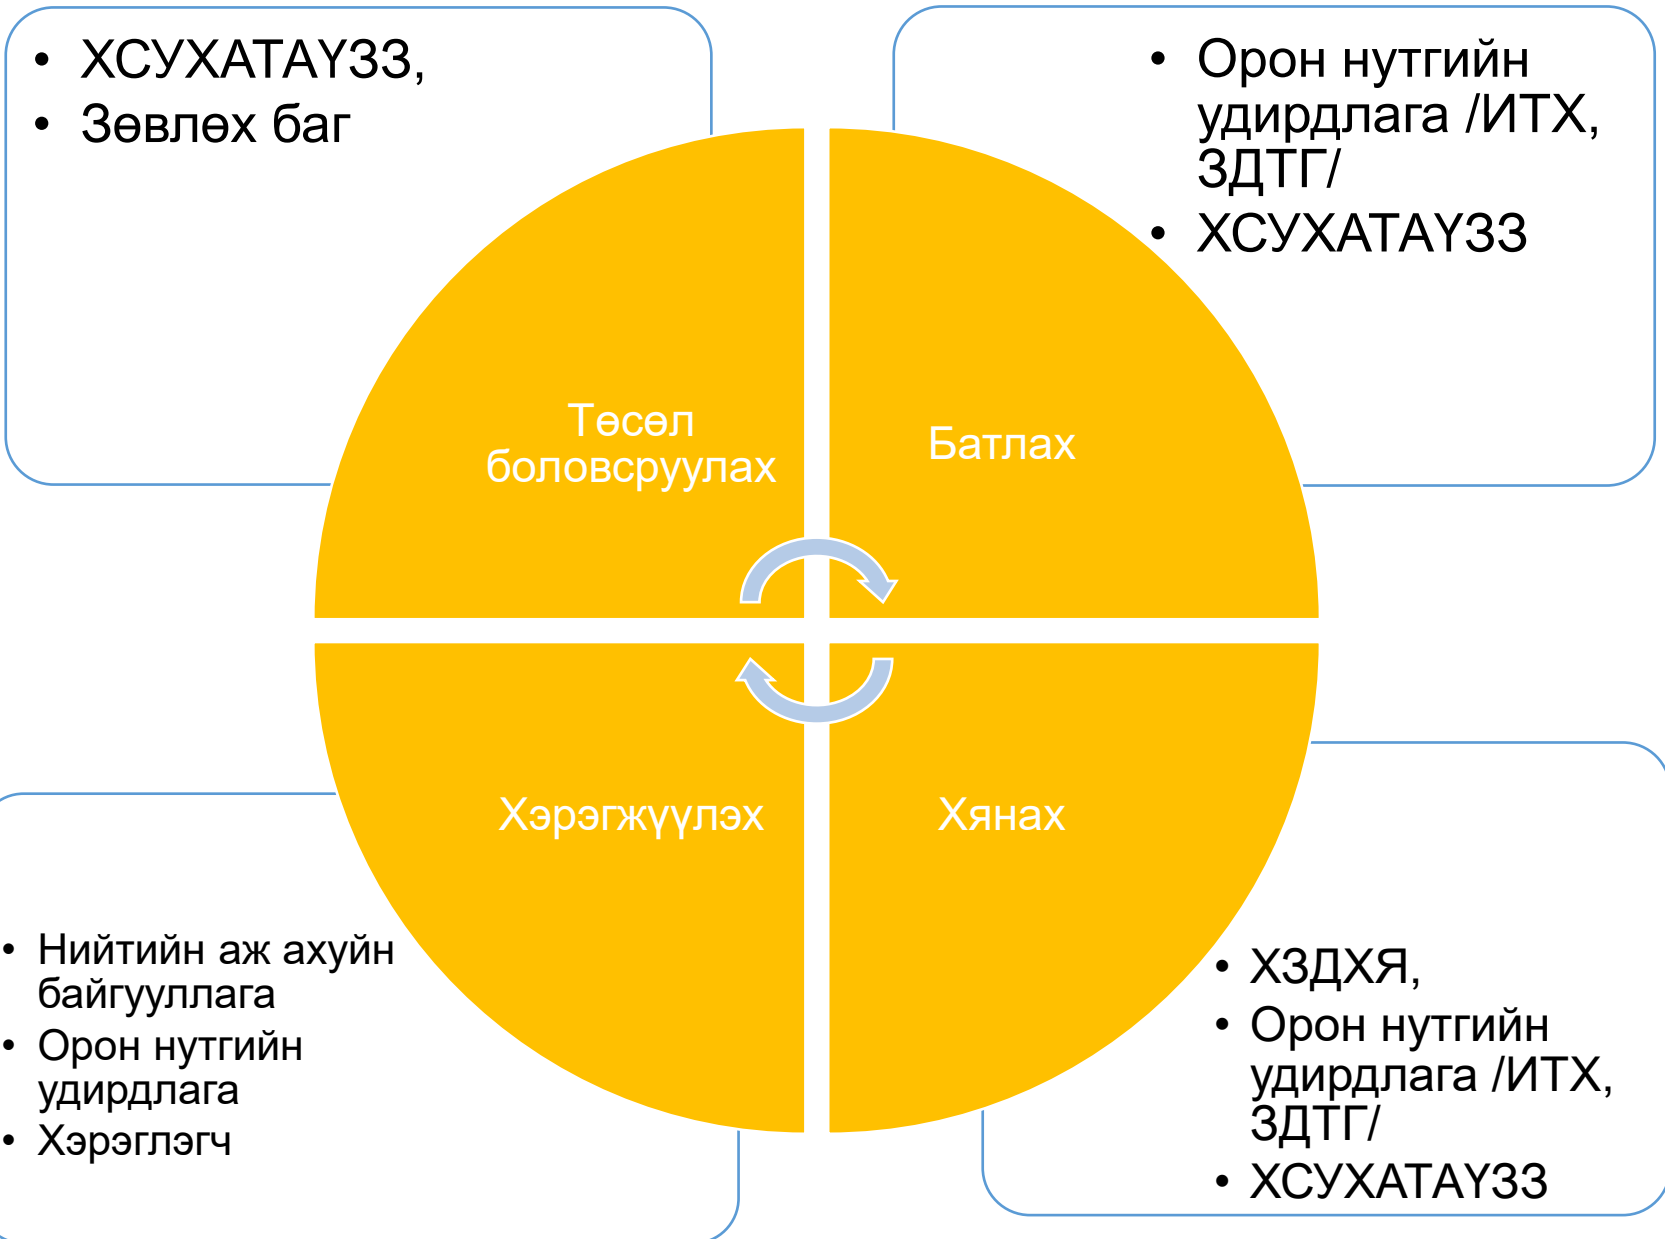 • ХСУХАТАҮЗЗ,
• Зөвлөх баг
• Орон нутгийн
удирдлага /ИТХ,
ЗДТГ/
• ХСУХАТАҮЗЗ
Төсөл
боловсруулах
Батлах
Хэрэгжүүлэх
Хянах
• Нийтийн аж ахуйн
байгууллага
• Орон нутгийн
удирдлага
• Хэрэглэгч
• ХЗДХЯ,
• Орон нутгийн
удирдлага /ИТХ,
ЗДТГ/
• ХСУХАТАҮЗЗ